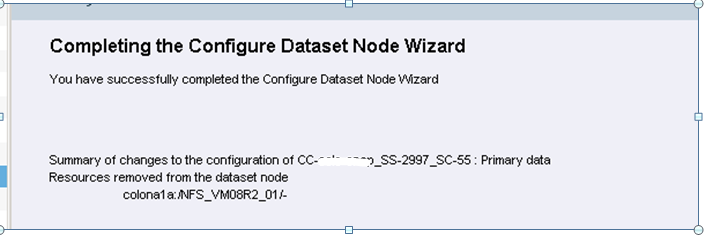 Completing the Configure Dataset Node Wizard
You have successfully completed the Configure Dataset Node Wizard
Summary of changes to the configuration of CC-_SS-2997_SC-55 : Primary data
Resources removed from the dataset node
colona1a:/NFS_VM08R2_01/-